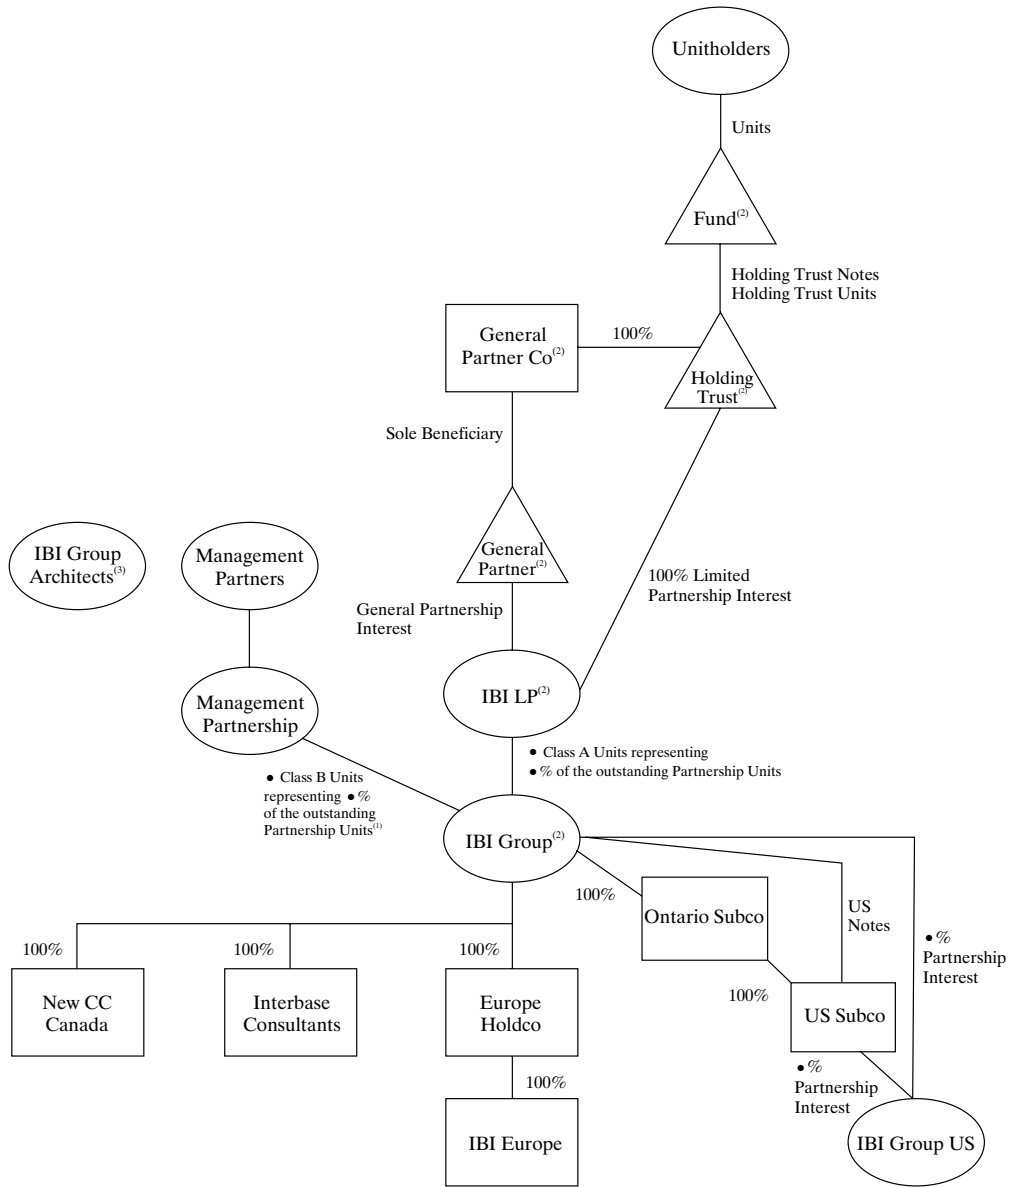 Unitholders
Units
Fund(2)
Holding Trust Notes
Holding Trust Units
General
Partner Co(2)
100%
Holding
Trust(2)
Sole Beneficiary
General
Partner(2)
100% Limited
Partnership Interest
IBI Group
Architects(3)
Management
Partners
General Partnership
Interest
Management
Partnership
IBI LP(2)
● Class A Units representing
●% of the outstanding Partnership Units
● Class B Units
representing ●%
of the outstanding
Partnership Units(1)
IBI Group(2)
100%
Ontario Subco
US
Notes
●%
Partnership
Interest
100%
100%
100%
New CC
Canada
Interbase
Consultants
Europe
Holdco
100%
US Subco
●%
Partnership
Interest
100%
IBI Europe
IBI Group US